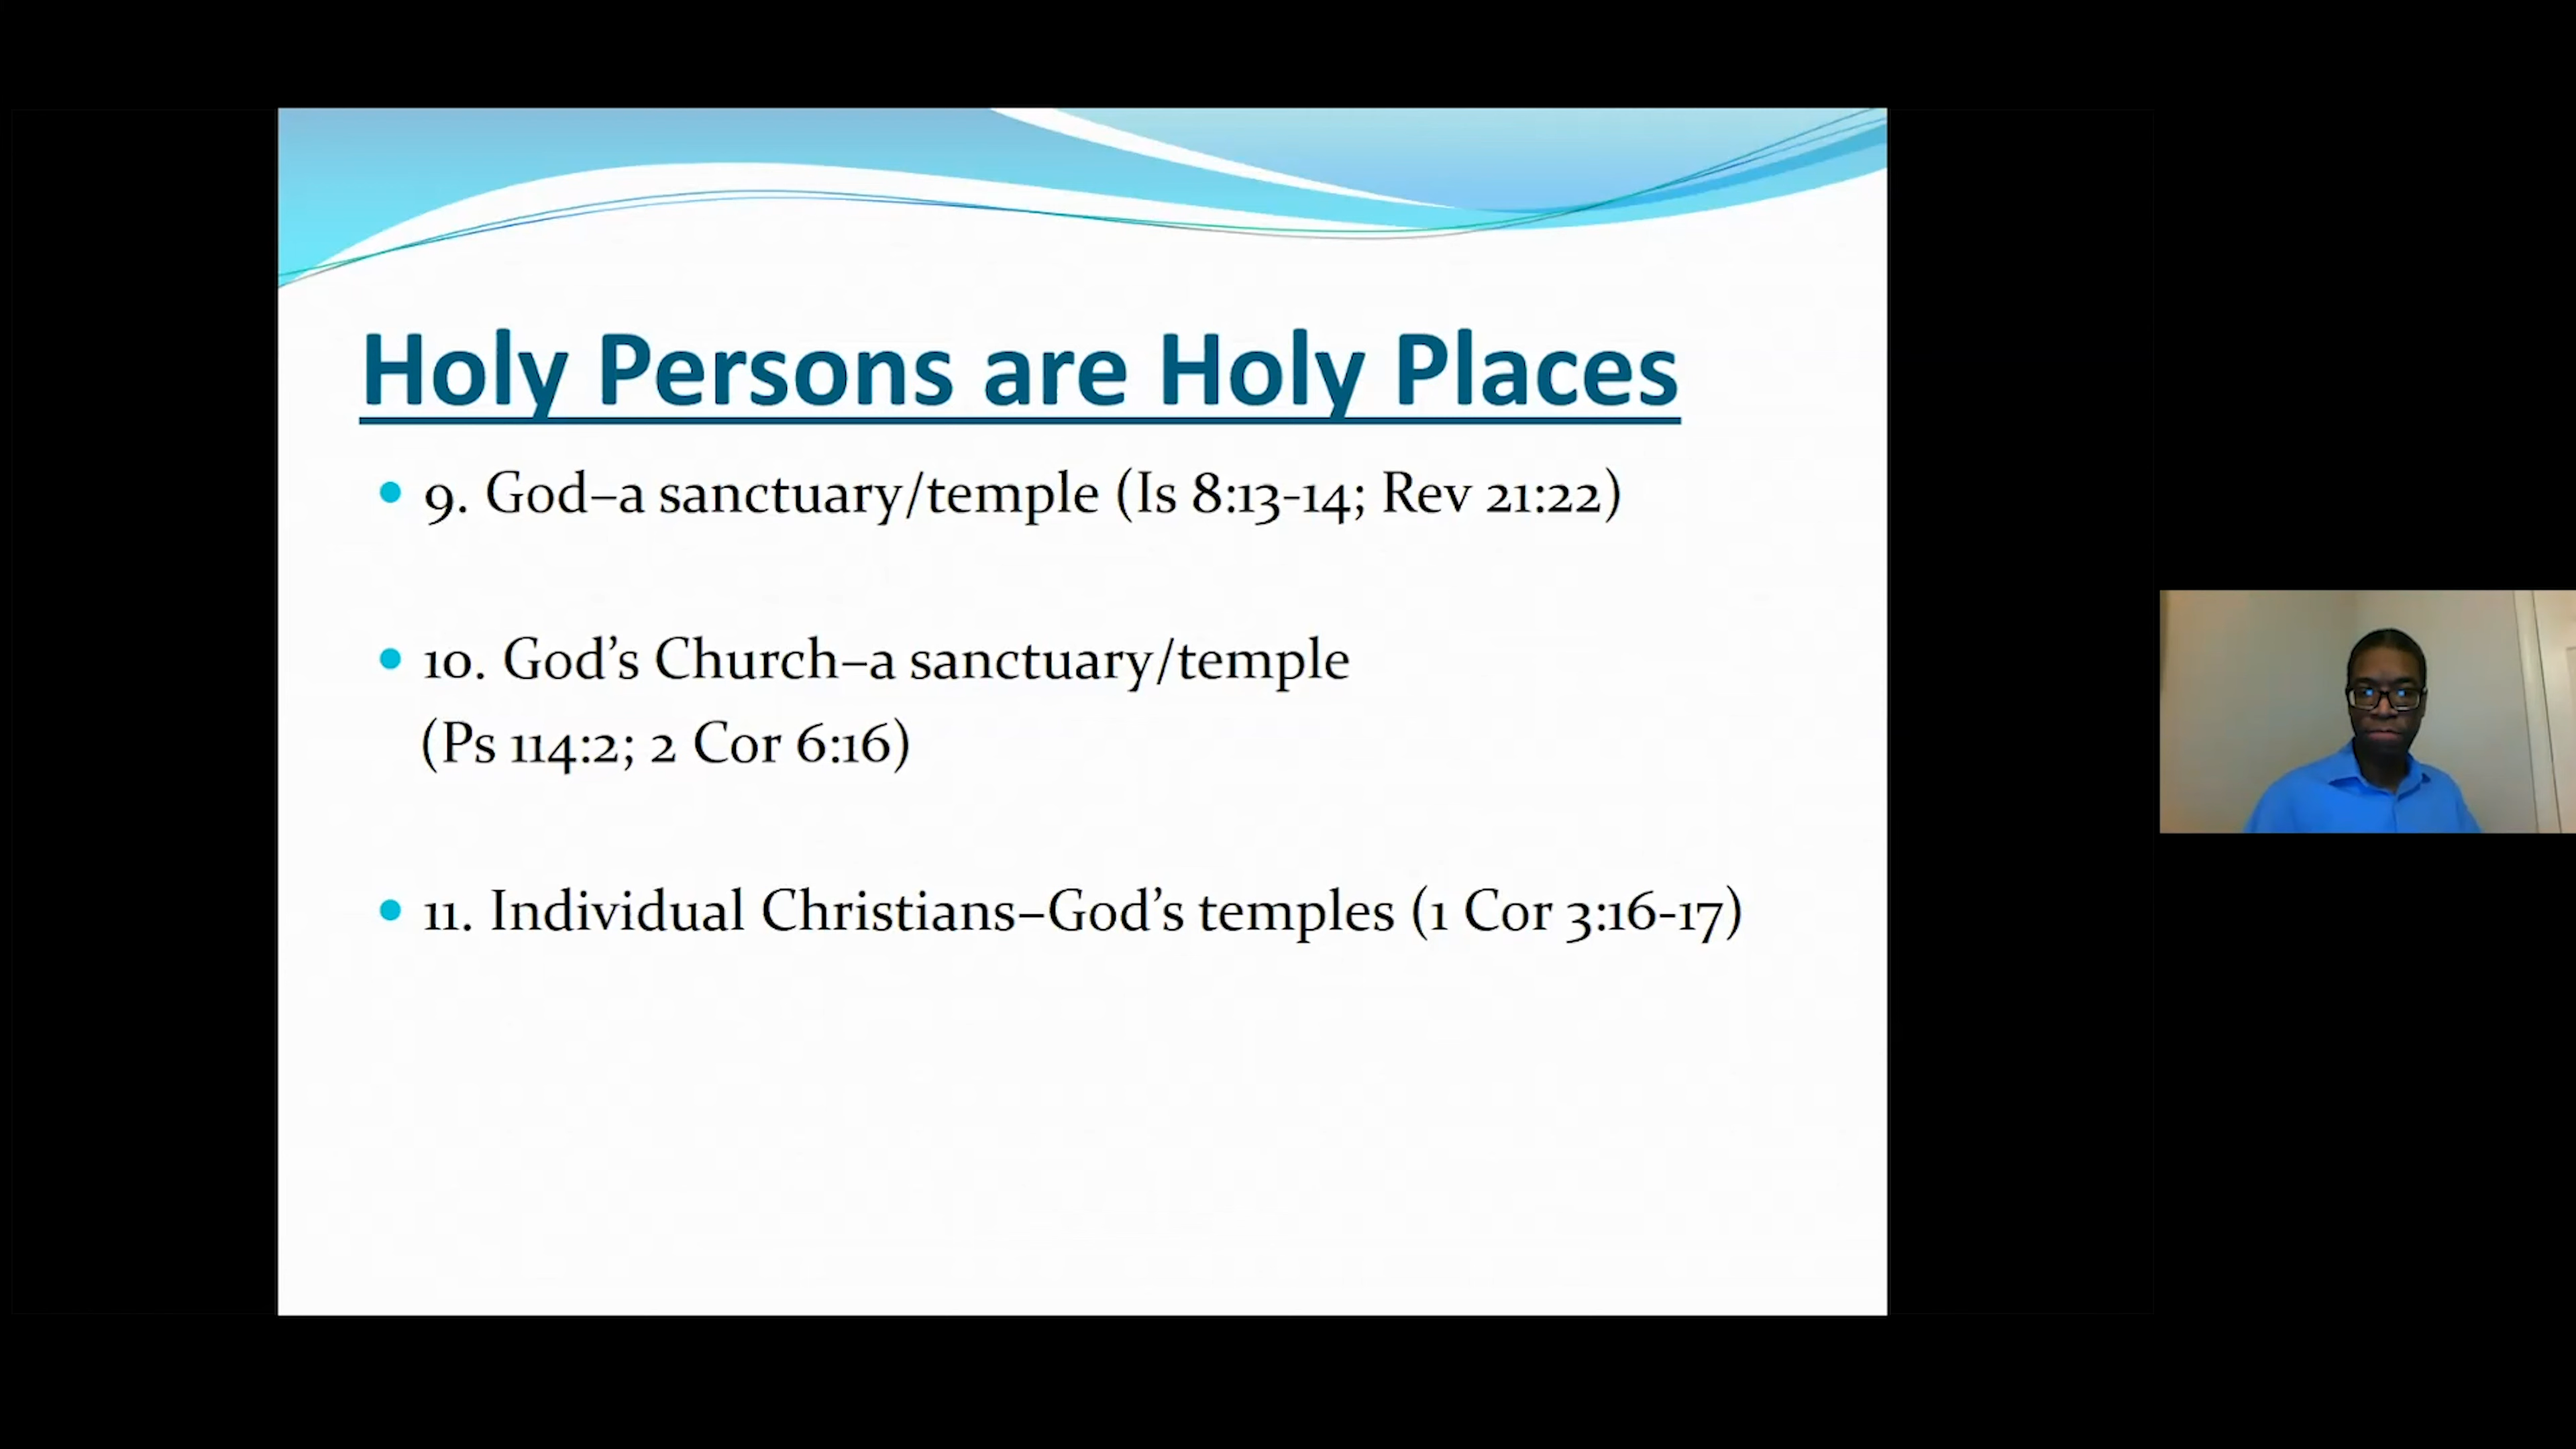 Holy Persons are Holy Places
• 9. God–a sanctuary/temple (Is 8:13-14; Rev 21:22)
• 10. God’s Church–a sanctuary/temple
(Ps 114:2; 2 Cor 6:16)
• 11. Individual Christians–God’s temples (1 Cor 3:16-17)